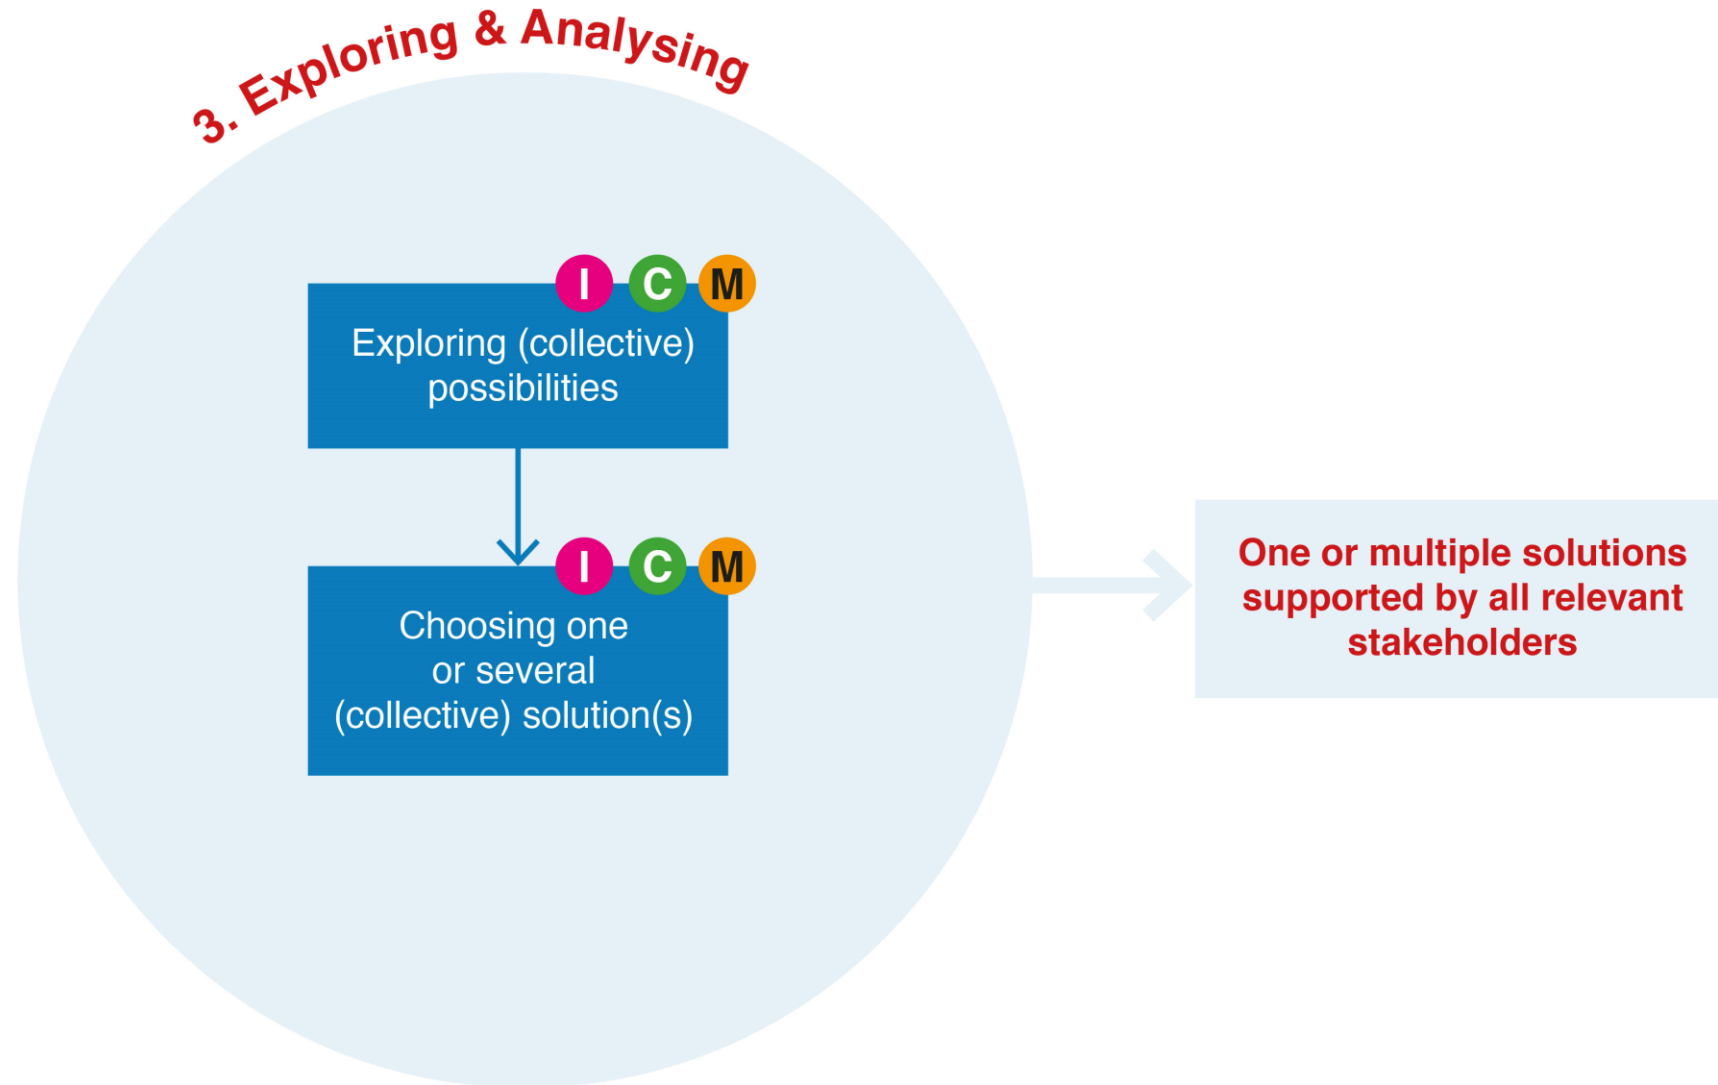 3. Exploring & Analysing
I C M
Exploring (collective)
possibilities
I C M
Choosing one
or several
(collective) solution(s)
One or multiple solutions
supported by all relevant
stakeholders